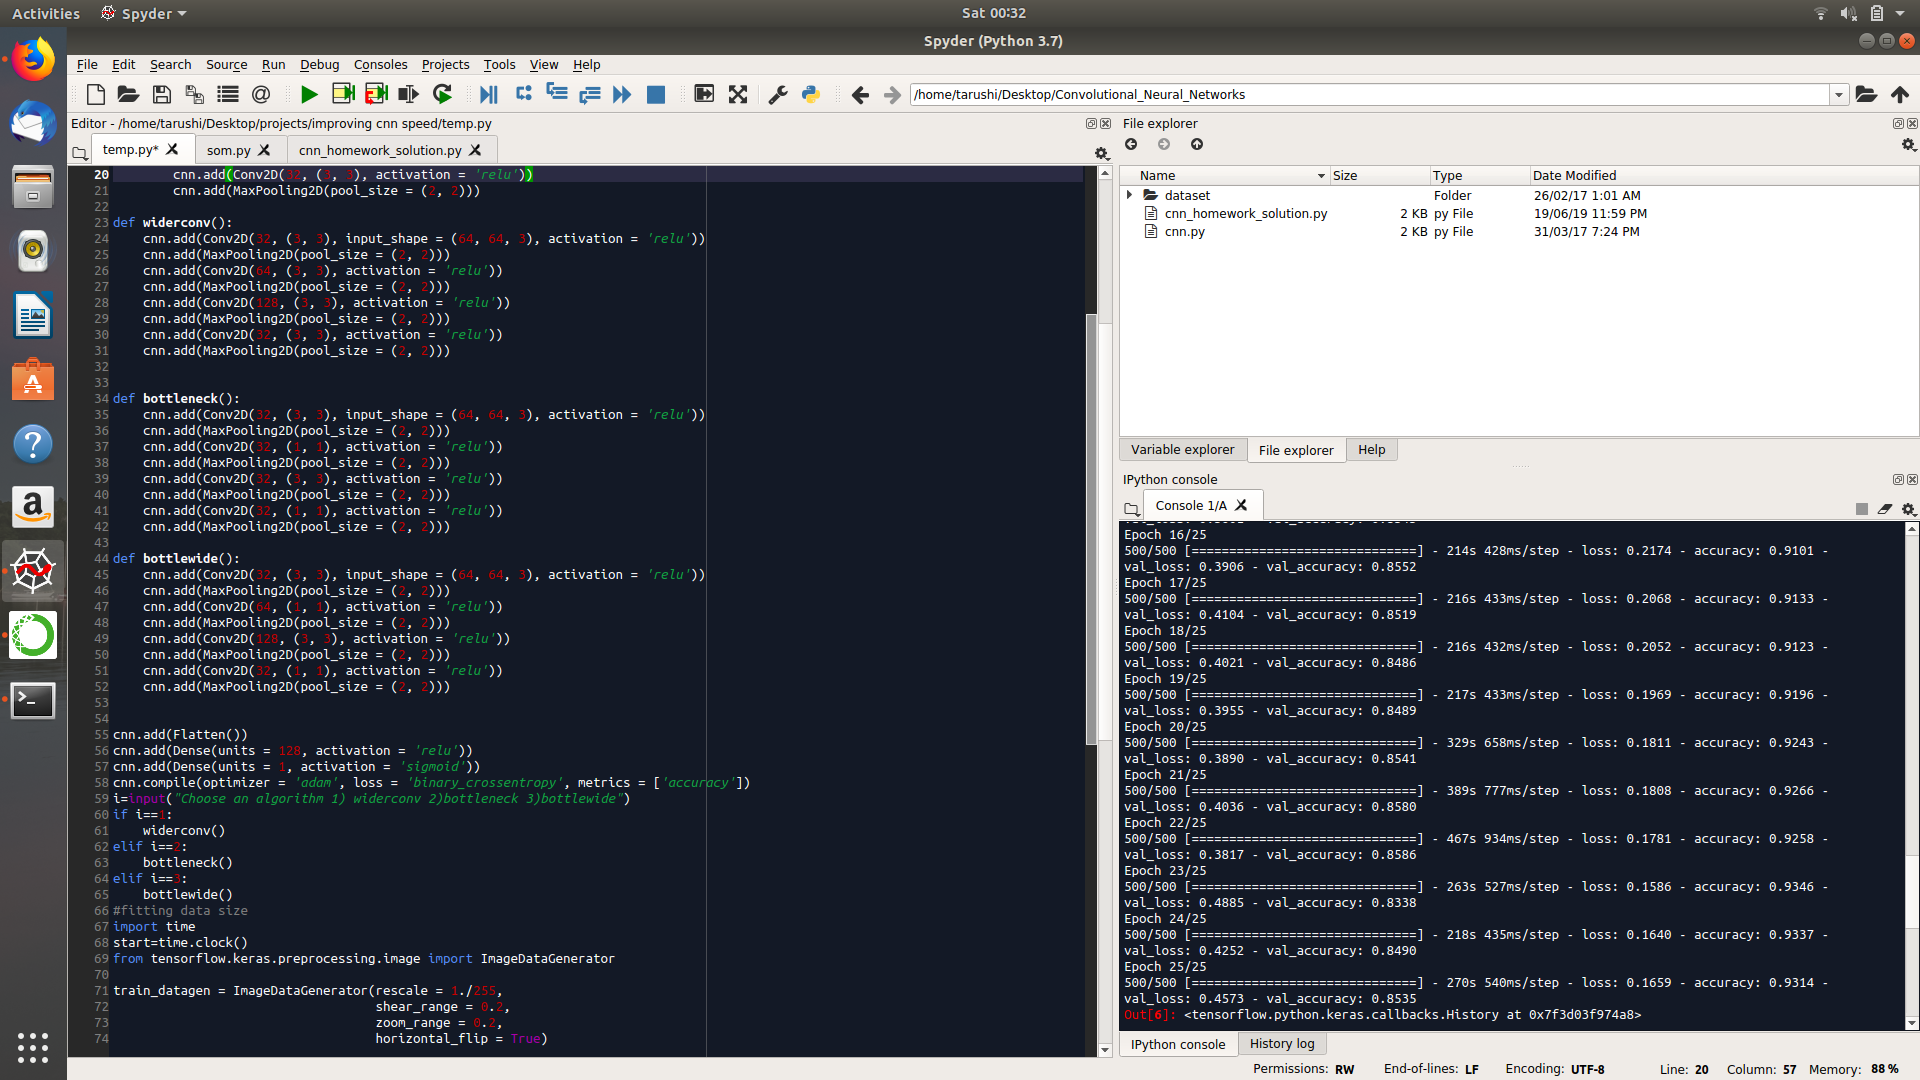 Activities
Spyder
Sat 00:32
Spyder (Python 3.7)
File Edit Search Source Run Debug Consoles Projects Tools View Help
/home/tarushi/Desktop/Convolutional_Neural_Networks
Editor - /home/tarushi/Desktop/projects/improving cnn speed/temp.py
temp.py*
som.py
cnn_homework_solution.py
20         cnn.add(Conv2D(32, (3, 3), activation = 'relu'))
21         cnn.add(MaxPooling2D(pool_size = (2, 2)))
22
23 def widerconv():
24     cnn.add(Conv2D(32, (3, 3), input_shape = (64, 64, 3), activation = 'relu'))
25     cnn.add(MaxPooling2D(pool_size = (2, 2)))
26     cnn.add(Conv2D(64, (3, 3), activation = 'relu'))
27     cnn.add(MaxPooling2D(pool_size = (2, 2)))
28     cnn.add(Conv2D(128, (3, 3), activation = 'relu'))
29     cnn.add(MaxPooling2D(pool_size = (2, 2)))
30     cnn.add(Conv2D(32, (3, 3), activation = 'relu'))
31     cnn.add(MaxPooling2D(pool_size = (2, 2)))
32
33
34 def bottleneck():
35     cnn.add(Conv2D(32, (3, 3), input_shape = (64, 64, 3), activation = 'relu'))
36     cnn.add(MaxPooling2D(pool_size = (2, 2)))
37     cnn.add(Conv2D(32, (1, 1), activation = 'relu'))
38     cnn.add(MaxPooling2D(pool_size = (2, 2)))
39     cnn.add(Conv2D(32, (3, 3), activation = 'relu'))
40     cnn.add(MaxPooling2D(pool_size = (2, 2)))
41     cnn.add(Conv2D(32, (1, 1), activation = 'relu'))
42     cnn.add(MaxPooling2D(pool_size = (2, 2)))
43
44 def bottlewide():
45     cnn.add(Conv2D(32, (3, 3), input_shape = (64, 64, 3), activation = 'relu'))
46     cnn.add(MaxPooling2D(pool_size = (2, 2)))
47     cnn.add(Conv2D(64, (1, 1), activation = 'relu'))
48     cnn.add(MaxPooling2D(pool_size = (2, 2)))
49     cnn.add(Conv2D(128, (3, 3), activation = 'relu'))
50     cnn.add(MaxPooling2D(pool_size = (2, 2)))
51     cnn.add(Conv2D(32, (1, 1), activation = 'relu'))
52     cnn.add(MaxPooling2D(pool_size = (2, 2)))
53
54
55 cnn.add(Flatten())
56 cnn.add(Dense(units = 128, activation = 'relu'))
57 cnn.add(Dense(units = 1, activation = 'sigmoid'))
58 cnn.compile(optimizer = 'adam', loss = 'binary_crossentropy', metrics = ['accuracy'])
59 i=input("Choose an algorithm 1) widerconv 2)bottleneck 3)bottlewide")
60 if i==1:
61     widerconv()
62 elif i==2:
63     bottleneck()
64 elif i==3:
65     bottlewide()
66 #fitting data size
67 import time
68 start=time.clock()
69 from tensorflow.keras.preprocessing.image import ImageDataGenerator
70
71 train_datagen = ImageDataGenerator(rescale = 1./255,
72                                    shear_range = 0.2,
73                                    zoom_range = 0.2,
74                                    horizontal_flip = True)
File explorer
Name Size Type Date Modified
dataset Folder 26/02/17 1:01 AM
cnn_homework_solution.py 2 KB py File 19/06/19 11:59 PM
cnn.py 2 KB py File 31/03/17 7:24 PM
Variable explorer File explorer Help
IPython console
Console 1/A
Epoch 16/25
500/500 [==============================] - 214s 428ms/step - loss: 0.2174 - accuracy: 0.9101 -
val_loss: 0.3906 - val_accuracy: 0.8552
Epoch 17/25
500/500 [==============================] - 216s 433ms/step - loss: 0.2068 - accuracy: 0.9133 -
val_loss: 0.4104 - val_accuracy: 0.8519
Epoch 18/25
500/500 [==============================] - 216s 432ms/step - loss: 0.2052 - accuracy: 0.9123 -
val_loss: 0.4021 - val_accuracy: 0.8486
Epoch 19/25
500/500 [==============================] - 217s 433ms/step - loss: 0.1969 - accuracy: 0.9196 -
val_loss: 0.3955 - val_accuracy: 0.8489
Epoch 20/25
500/500 [==============================] - 329s 658ms/step - loss: 0.1811 - accuracy: 0.9243 -
val_loss: 0.3890 - val_accuracy: 0.8541
Epoch 21/25
500/500 [==============================] - 389s 777ms/step - loss: 0.1808 - accuracy: 0.9266 -
val_loss: 0.4036 - val_accuracy: 0.8580
Epoch 22/25
500/500 [==============================] - 467s 934ms/step - loss: 0.1781 - accuracy: 0.9258 -
val_loss: 0.3817 - val_accuracy: 0.8586
Epoch 23/25
500/500 [==============================] - 263s 527ms/step - loss: 0.1586 - accuracy: 0.9346 -
val_loss: 0.4885 - val_accuracy: 0.8338
Epoch 24/25
500/500 [==============================] - 218s 435ms/step - loss: 0.1640 - accuracy: 0.9337 -
val_loss: 0.4252 - val_accuracy: 0.8490
Epoch 25/25
500/500 [==============================] - 270s 540ms/step - loss: 0.1659 - accuracy: 0.9314 -
val_loss: 0.4573 - val_accuracy: 0.8535
Out[6]: <tensorflow.python.keras.callbacks.History at 0x7f3d03f974a8>
IPython console History log
Permissions: RW End-of-lines: LF Encoding: UTF-8 Line: 20 Column: 57 Memory: 88 %